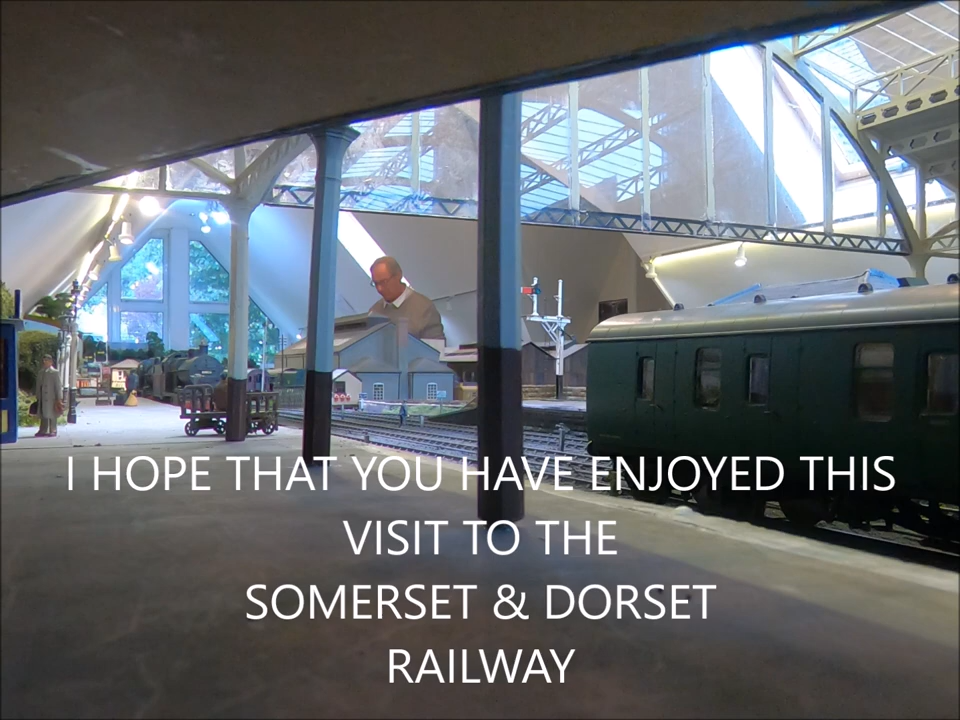 I HOPE THAT YOU HAVE ENJOYED THIS
VISIT TO THE
SOMERSET & DORSET
RAILWAY